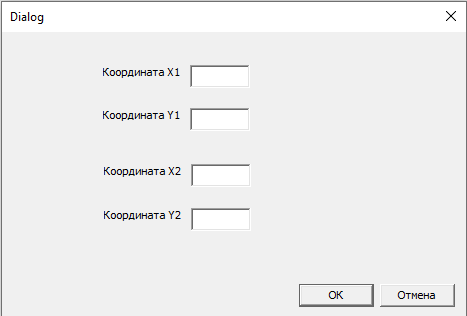 Dialog
Координата X1
Координата Y1
Координата X2
Координата Y2
OK
Отмена